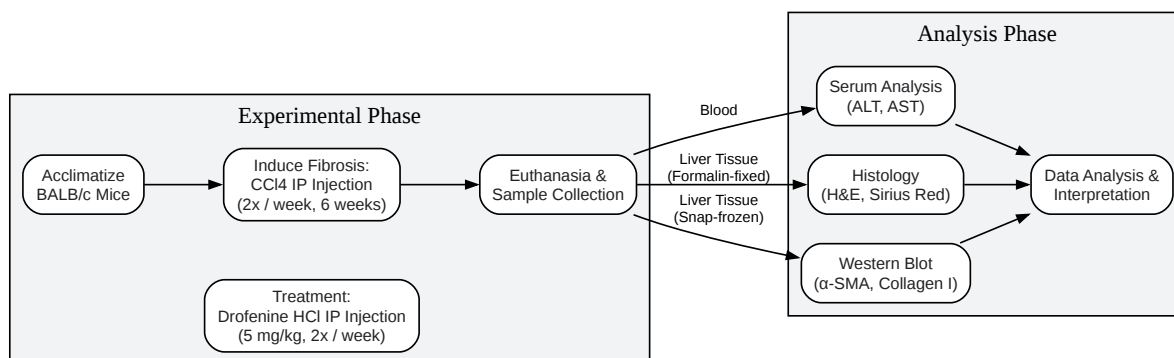 Experimental Phase
Acclimatize
BALB/c Mice
Induce Fibrosis:
CCl4 IP Injection
(2x / week, 6 weeks)
Treatment:
Drofenine HCl IP Injection
(5 mg/kg, 2x / week)
Euthanasia &
Sample Collection
Blood
Liver Tissue
(Formalin-fixed)
Liver Tissue
(Snap-frozen)
Analysis Phase
Serum Analysis
(ALT, AST)
Histology
(H&E, Sirius Red)
Western Blot
(α-SMA, Collagen I)
Data Analysis &
Interpretation